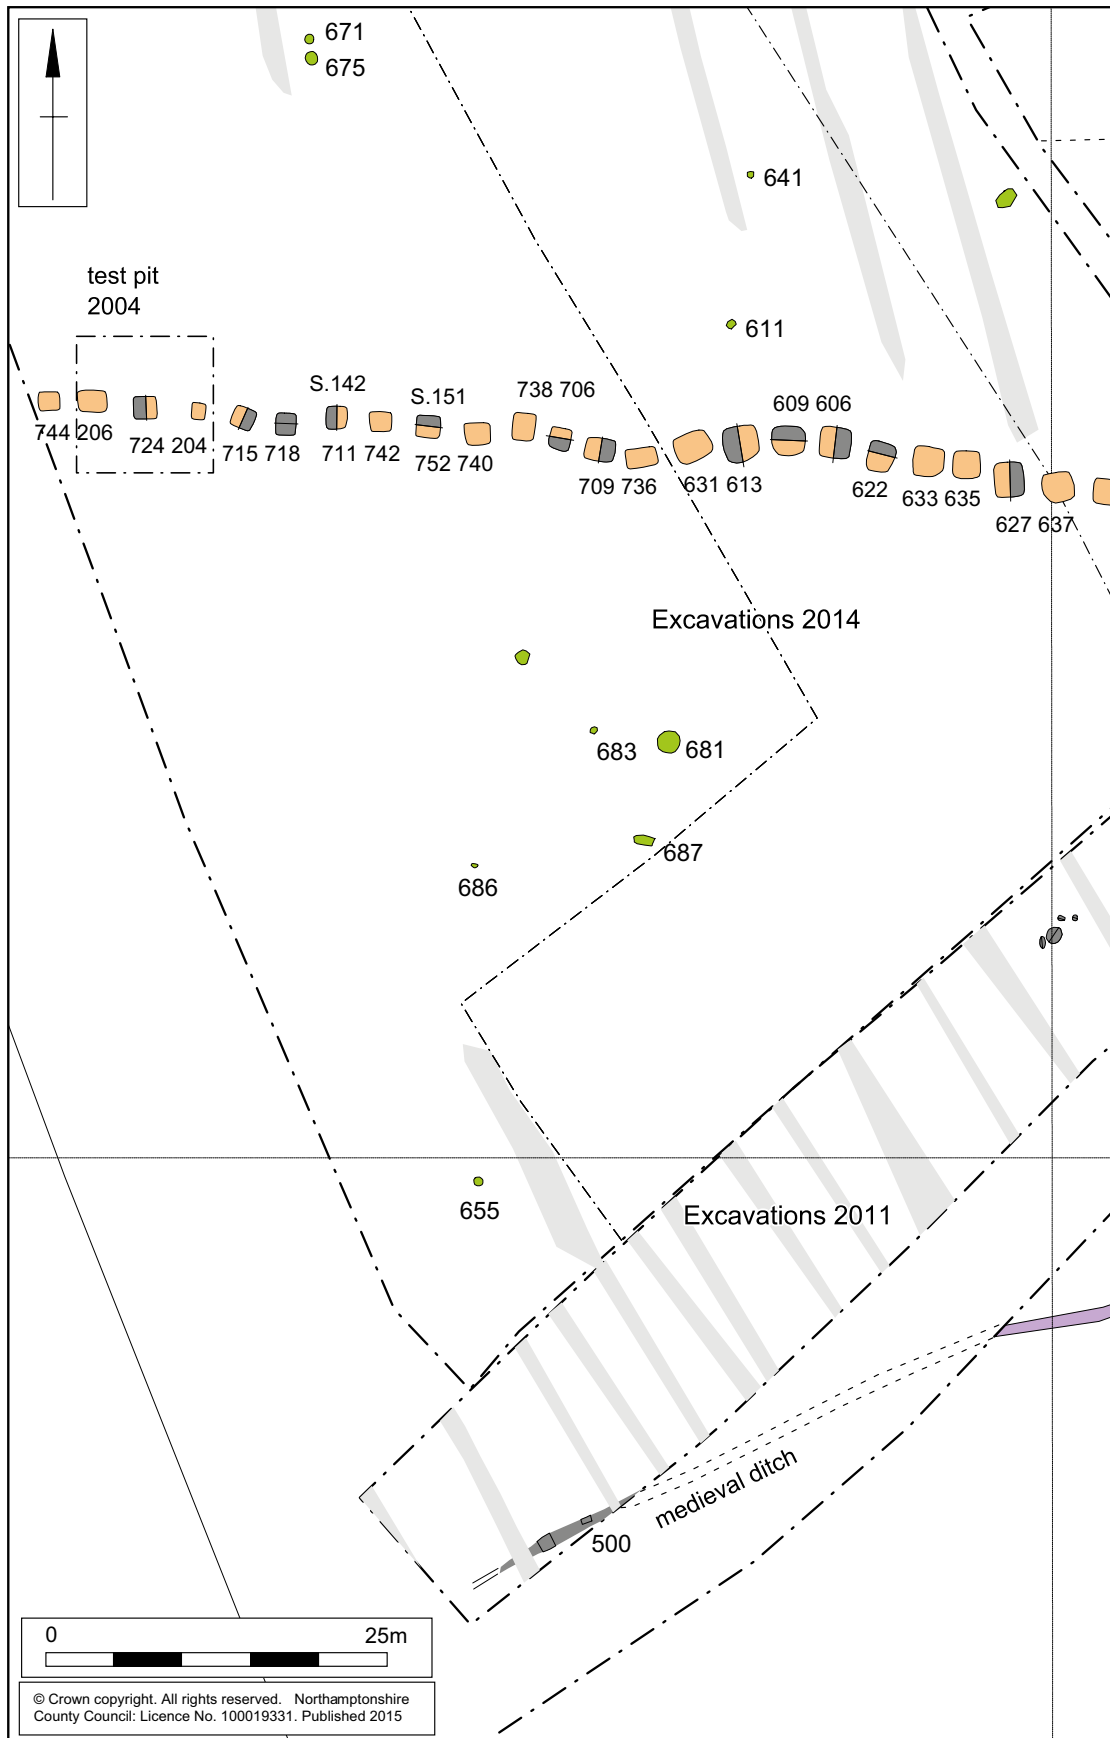 671
675
641
test pit
2004
611
S.142
S.151
738 706
609 606
744 206
724 204
715 718
711 742
752 740
709 736
631 613
622
633 635
627 637
Excavations 2014
683
681
687
686
655
Excavations 2011
medieval ditch
500
0 25m
© Crown copyright. All rights reserved. Northamptonshire
County Council: Licence No. 100019331. Published 2015